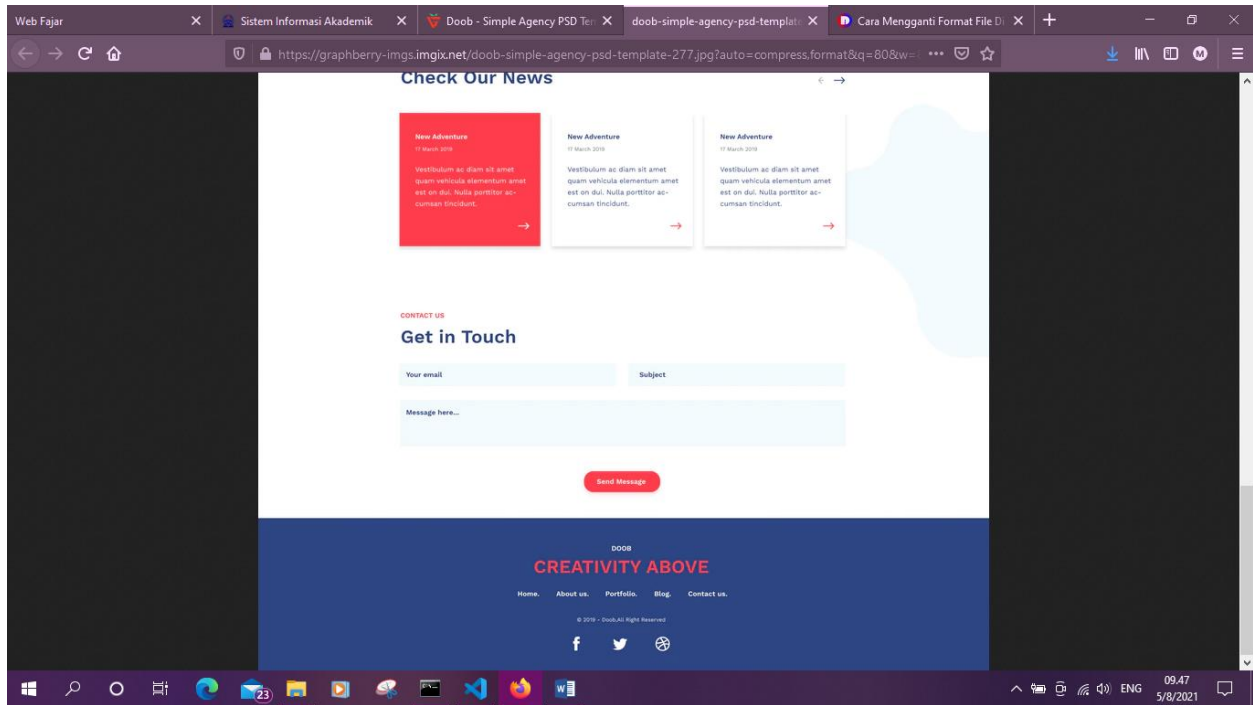 Web Fajar
Sistem Informasi Akademik
Doob - Simple Agency PSD Tem
doob-simple-agency-psd-template
Cara Mengganti Format File Di
https://graphberry-imgs.imgix.net/doob-simple-agency-psd-template-277.jpg?auto=compress,format&q=80&w=
M
Check Our News
New Adventure
17 March 2019
Vestibulum ac diam sit amet
quam vehicula elementum amet
est on dui. Nulla porttitor ac-
cumsan tincidunt.
New Adventure
17 March 2019
Vestibulum ac diam sit amet
quam vehicula elementum amet
est on dui. Nulla porttitor ac-
cumsan tincidunt.
New Adventure
17 March 2019
Vestibulum ac diam sit amet
quam vehicula elementum amet
est on dui. Nulla porttitor ac-
cumsan tincidunt.
CONTACT US
Get in Touch
Your email
Subject
Message here...
Send Message
DOOB
CREATIVITY ABOVE
Home. About us. Portfolio. Blog. Contact us.
© 2019 – Doob,All Right Reserved
23
ENG
09.47
5/8/2021